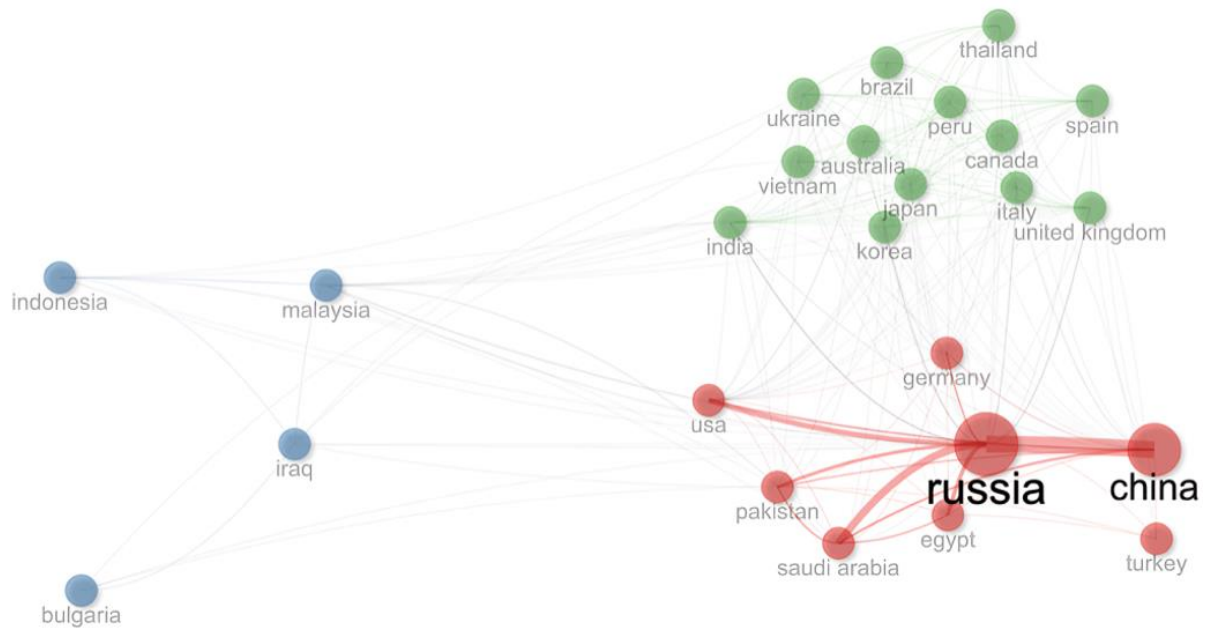 thailand
brazil
ukraine
peru
spain
australia
canada
vietnam
japan
italy
united kingdom
india
korea
indonesia
malaysia
germany
usa
iraq
russia
china
pakistan
egypt
saudi arabia
turkey
bulgaria